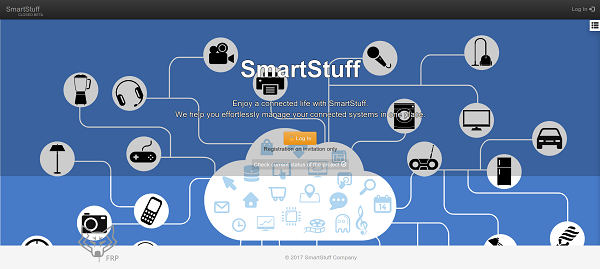 SmartStuff
CLOSED BETA
Log In
SmartStuff
Enjoy a connected life with SmartStuff.
We help you effortlessly manage your connected systems in one place.
Log In
Registration on invitation only
Check current status of the project
14
FRP
© 2017 SmartStuff Company